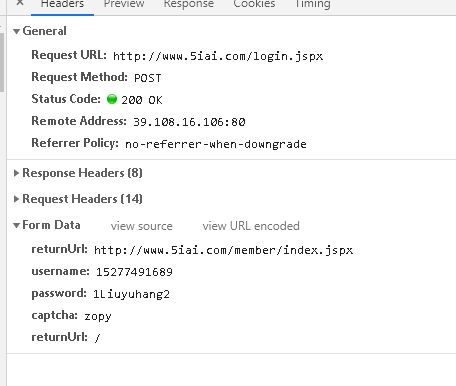 Headers Preview Response Cookies Timing
General
Request URL: http://www.5iai.com/login.jspx
Request Method: POST
Status Code: 200 OK
Remote Address: 39.108.16.106:80
Referrer Policy: no-referrer-when-downgrade
Response Headers (8)
Request Headers (14)
Form Data view source view URL encoded
returnUrl: http://www.5iai.com/member/index.jspx
username: 15277491689
password: 1Liuyuhang2
captcha: zopy
returnUrl: /